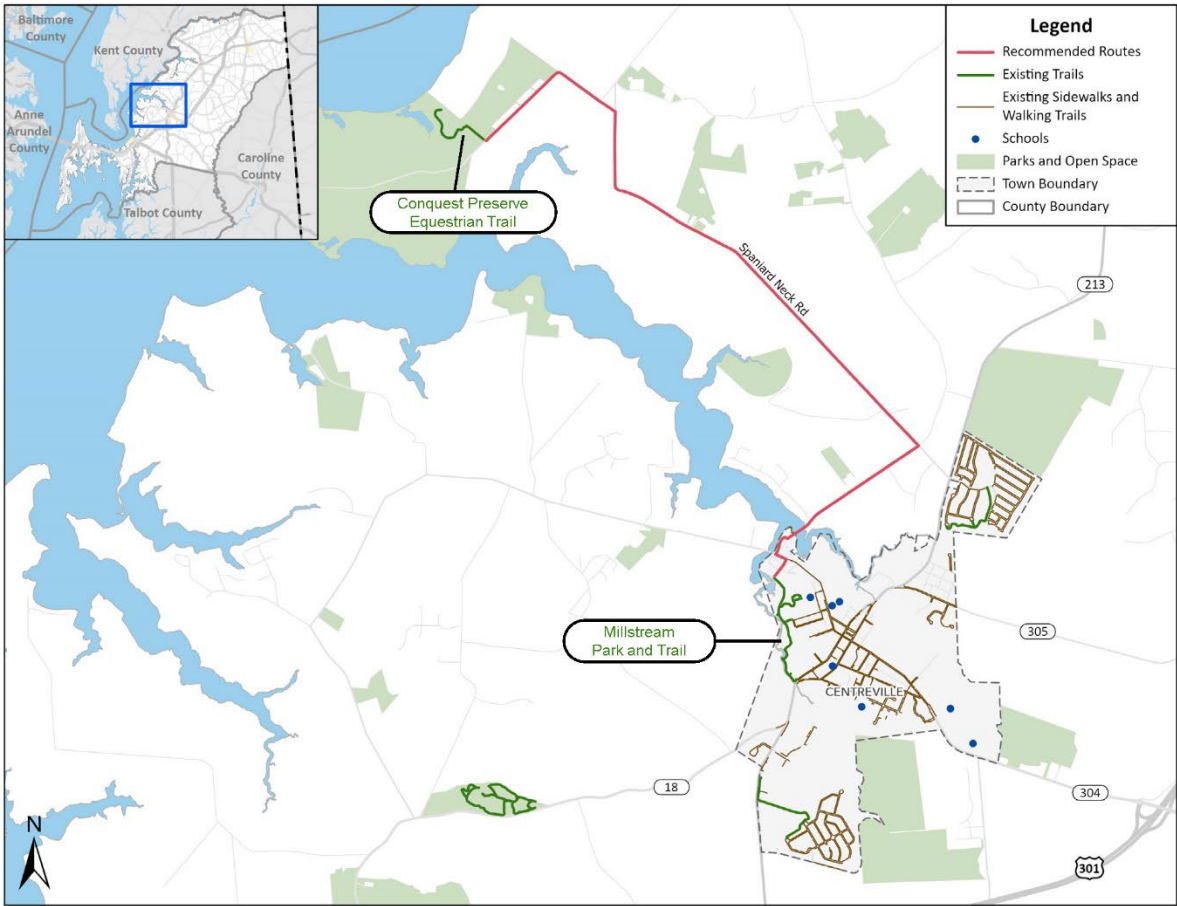 Baltimore
County
Kent County
Anne
Arundel
County
Caroline
County
Talbot County
Legend
Recommended Routes
Existing Trails
Existing Sidewalks and
Walking Trails
Schools
Parks and Open Space
Town Boundary
County Boundary
Conquest Preserve
Equestrian Trail
Spaniard Neck Rd
213
305
Millstream
Park and Trail
CENTREVILLE
18
304
301
N